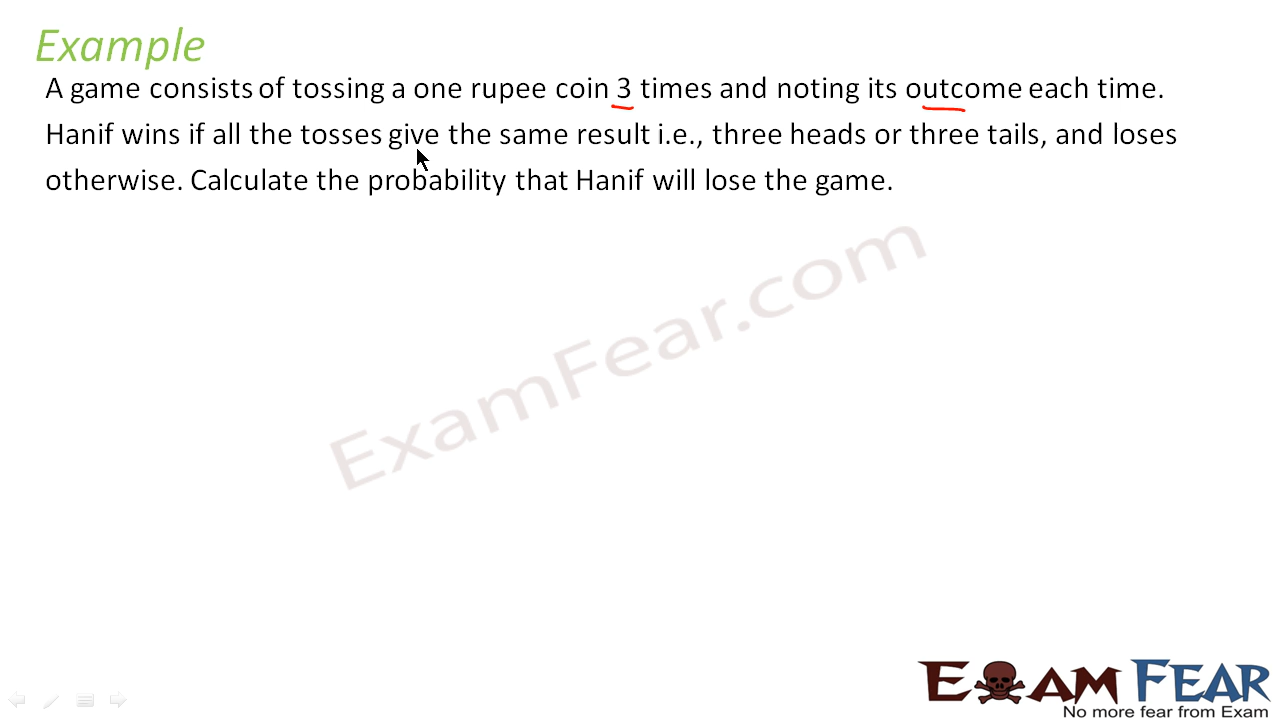 Example
A game consists of tossing a one rupee coin 3 times and noting its outcome each time.
Hanif wins if all the tosses give the same result i.e., three heads or three tails, and loses
otherwise. Calculate the probability that Hanif will lose the game.
ExamFear.com
EXAM FEAR
No more fear from Exam